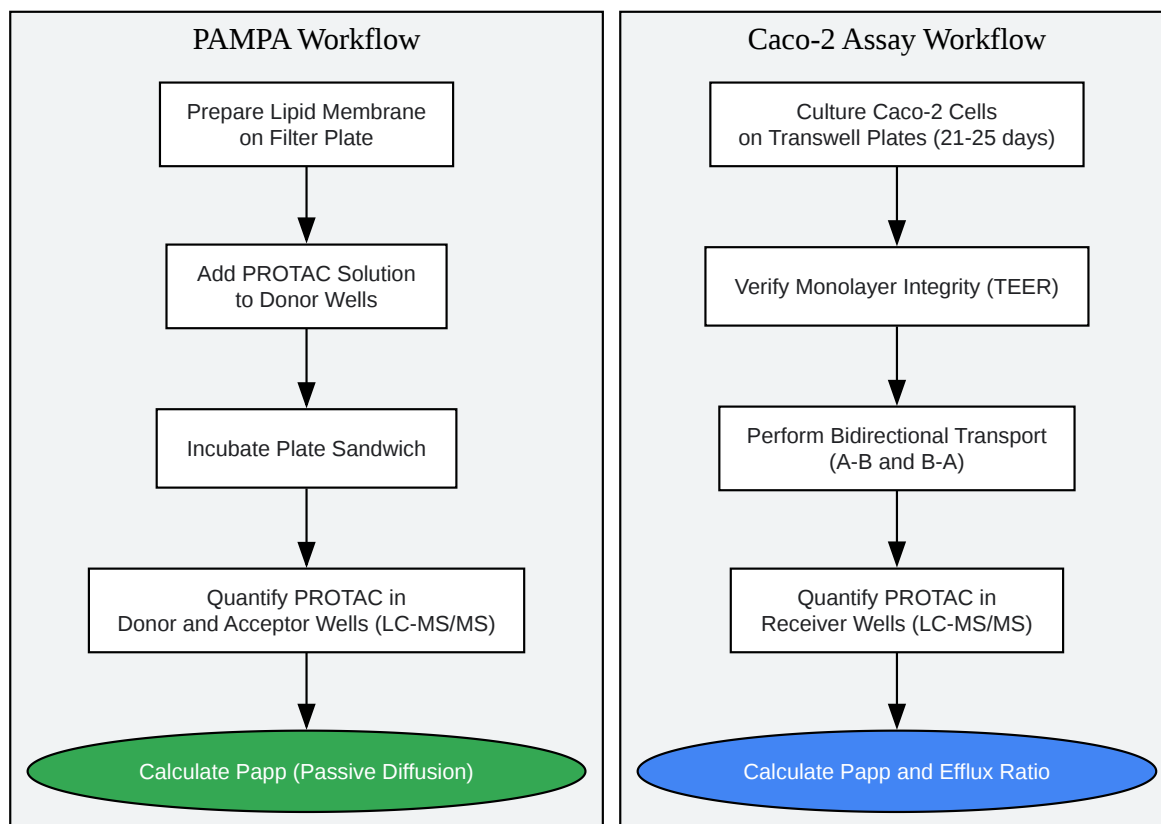 PAMPA Workflow
Prepare Lipid Membrane
on Filter Plate
Add PROTAC Solution
to Donor Wells
Incubate Plate Sandwich
Quantify PROTAC in
Donor and Acceptor Wells (LC-MS/MS)
Calculate Papp (Passive Diffusion)
Caco-2 Assay Workflow
Culture Caco-2 Cells
on Transwell Plates (21-25 days)
Verify Monolayer Integrity (TEER)
Perform Bidirectional Transport
(A-B and B-A)
Quantify PROTAC in
Receiver Wells (LC-MS/MS)
Calculate Papp and Efflux Ratio